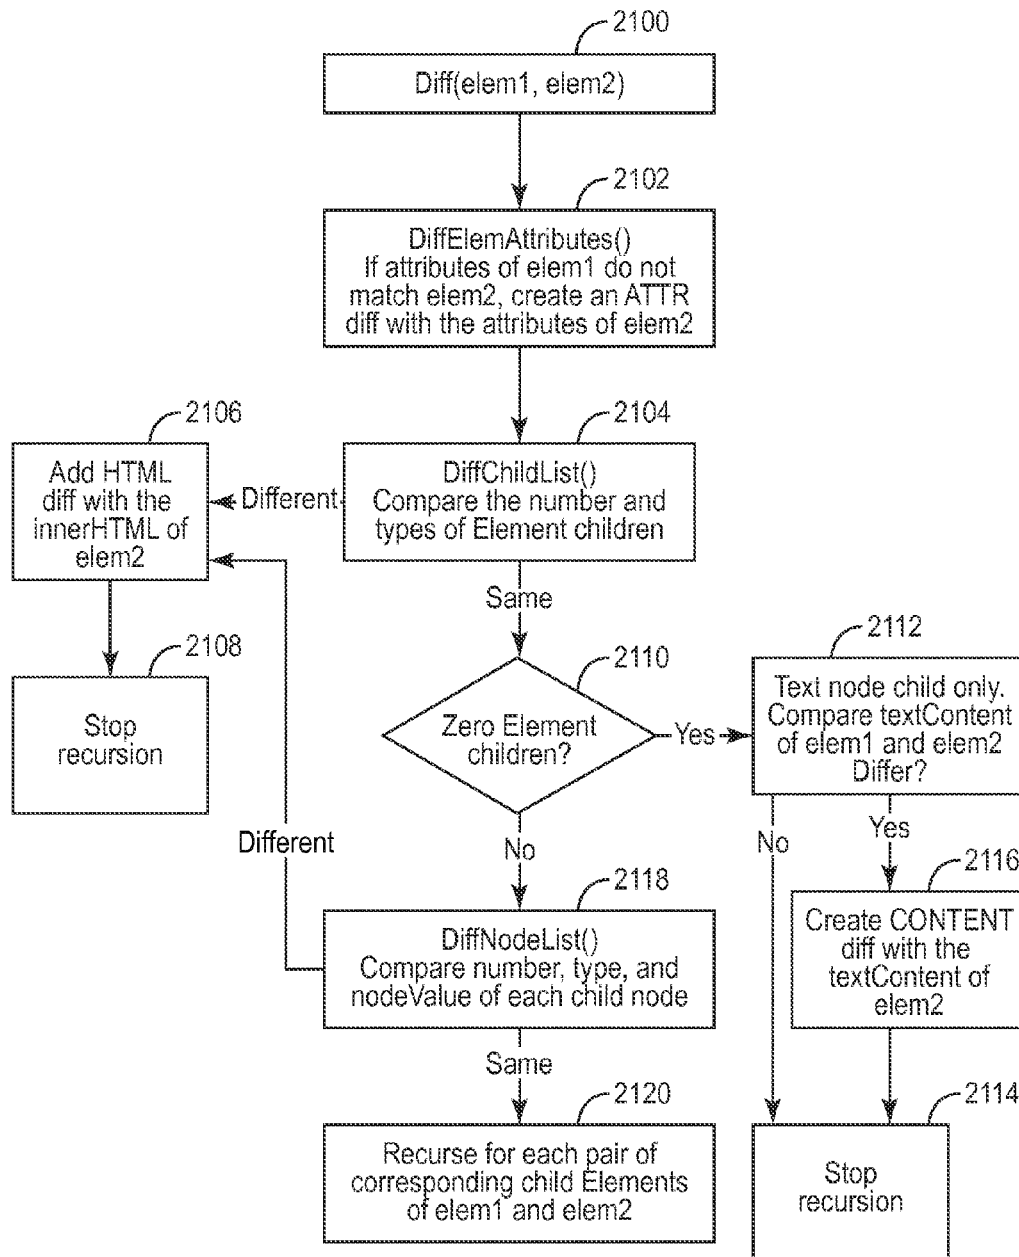 2100
Diff(elem1, elem2)
2102
DiffElemAttributes()
If attributes of elem1 do not
match elem2, create an ATTR
diff with the attributes of elem2
2106
Add HTML
diff with the
innerHTML of
elem2
Different
2104
DiffChildList()
Compare the number and
types of Element children
Same
2108
Stop
recursion
2110
Zero Element
children?
Yes
2112
Text node child only.
Compare textContent
of elem1 and elem2
Differ?
Different
No
No
Yes
2116
Create CONTENT
diff with the
textContent of
elem2
2118
DiffNodeList()
Compare number, type, and
nodeValue of each child node
Same
2120
Recurse for each pair of
corresponding child Elements
of elem1 and elem2
2114
Stop
recursion